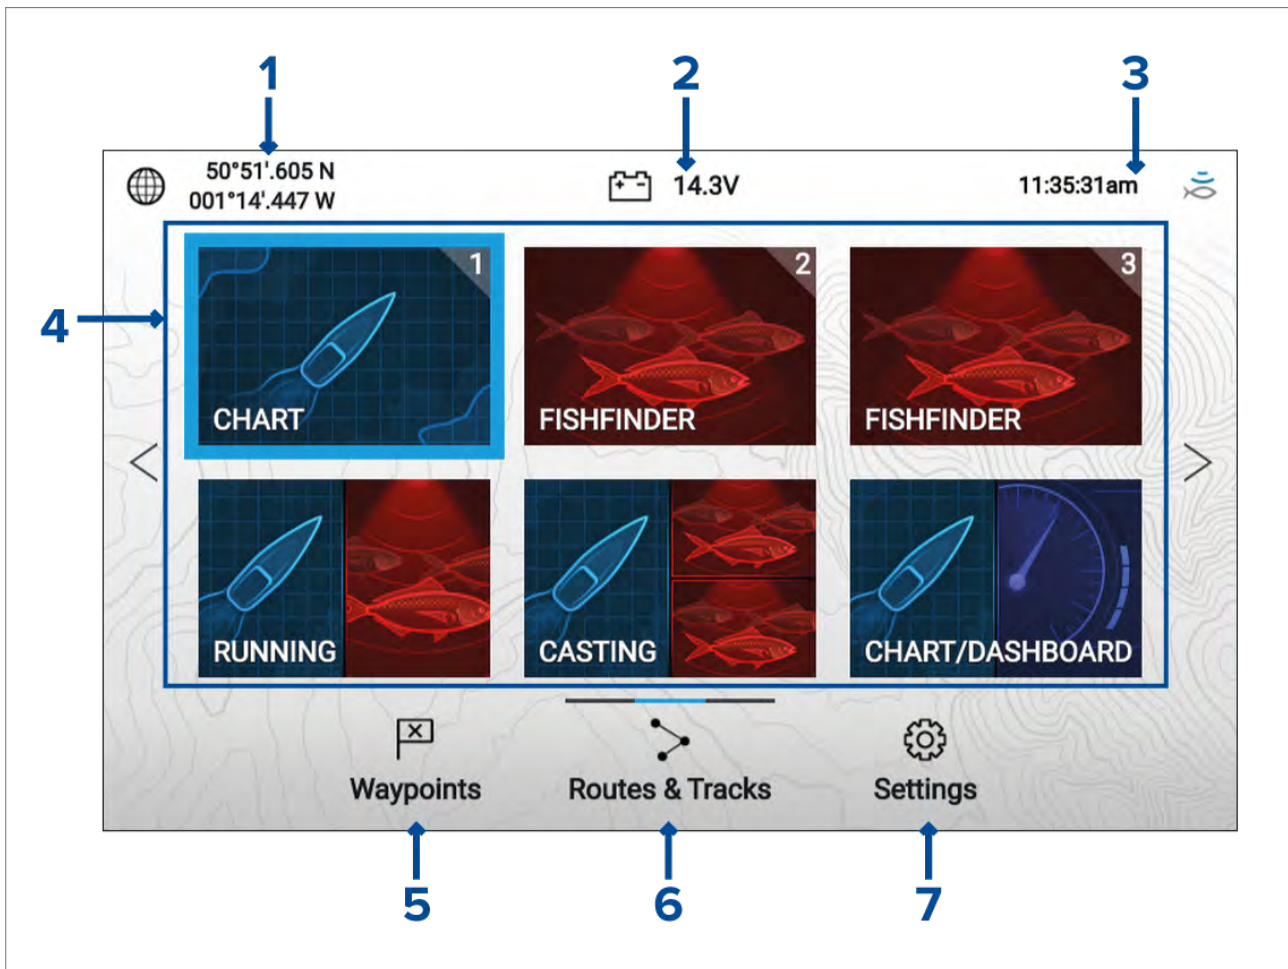 1 2 3
50°51'.605 N
001°14'.447 W
14.3V
11:35:31am
4
1
CHART
2
FISHFINDER
3
FISHFINDER
RUNNING
CASTING
CHART/DASHBOARD
Waypoints
Routes & Tracks
Settings
5 6 7